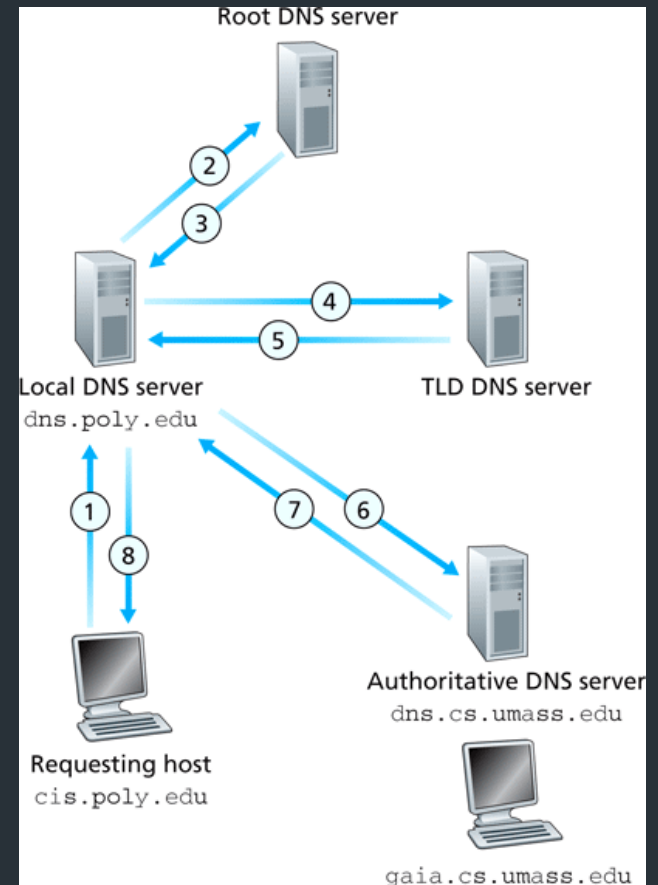 Root DNS server
2
3
4
5
Local DNS server
dns.poly.edu
TLD DNS server
1
8
7
6
Authoritative DNS server
dns.cs.umass.edu
Requesting host
cis.poly.edu
gaia.cs.umass.edu